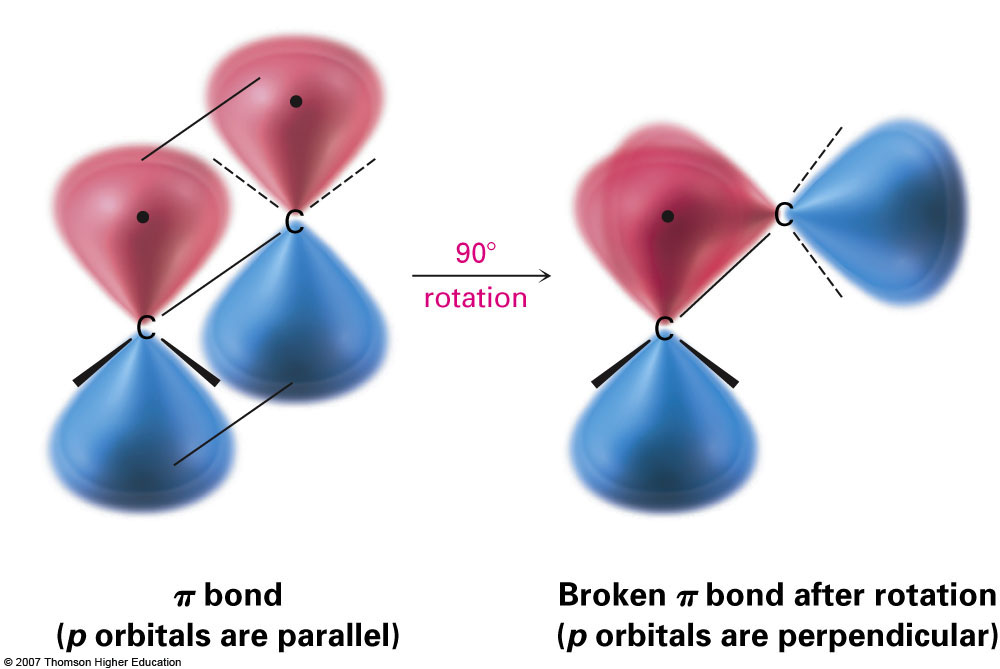 C
C
90°
rotation
C
C
π bond
(p orbitals are parallel)
Broken π bond after rotation
(p orbitals are perpendicular)
© 2007 Thomson Higher Education